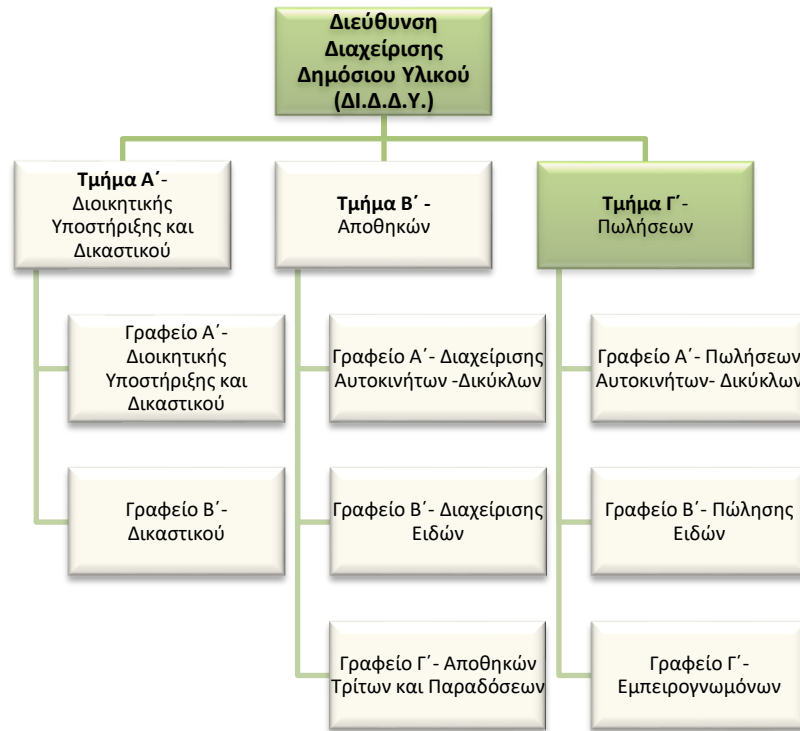 Διεύθυνση
Διαχείρισης
Δημόσιου Υλικού
(ΔΙ.Δ.Δ.Υ.)
Τμήμα Α΄-
Διοικητικής
Υποστήριξης και
Δικαστικού
Τμήμα Β΄ -
Αποθηκών
Τμήμα Γ΄-
Πωλήσεων
Γραφείο Α΄-
Διοικητικής
Υποστήριξης και
Δικαστικού
Γραφείο Α΄- Διαχείρισης
Αυτοκινήτων -Δικύκλων
Γραφείο Α΄- Πωλήσεων
Αυτοκινήτων- Δικύκλων
Γραφείο Β΄-
Δικαστικού
Γραφείο Β΄- Διαχείρισης
Ειδών
Γραφείο Β΄- Πώλησης
Ειδών
Γραφείο Γ΄- Αποθηκών
Τρίτων και Παραδόσεων
Γραφείο Γ΄-
Εμπειρογνωμόνων